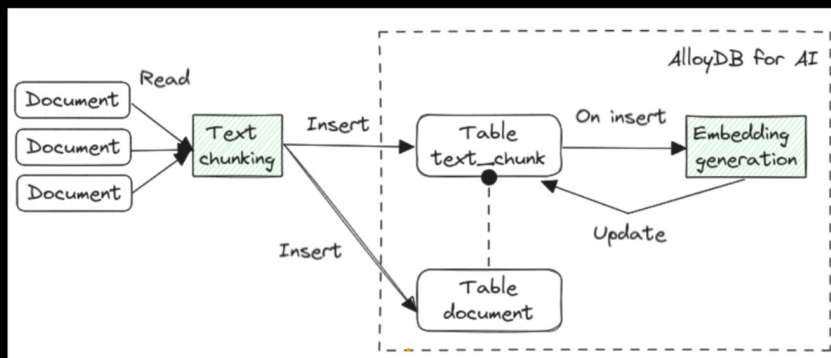 AlloyDB for AI
Read
Document
Document
Document
Text
chunking
Insert
Table
text_chunk
On insert
Embedding
generation
Update
Insert
Table
document